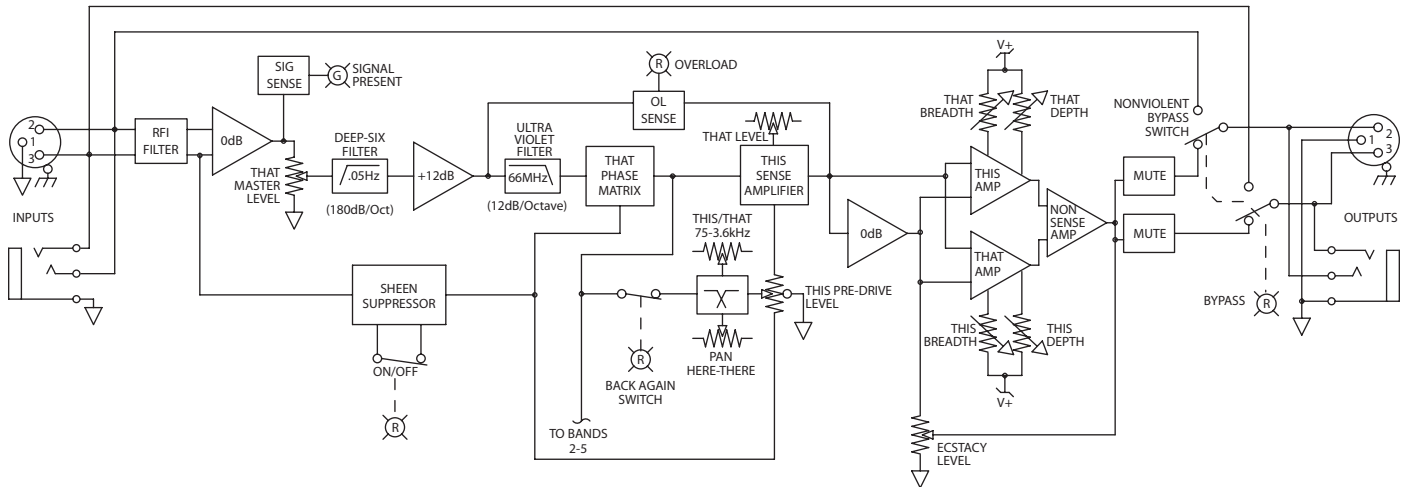 V+
R
OVERLOAD
SIG
SENSE
G
SIGNAL
PRESENT
OL
SENSE
THAT
BREADTH
THAT
DEPTH
NONVIOLENT
BYPASS
SWITCH
2
1
3
RFI
FILTER
0dB
DEEP-SIX
FILTER
.05Hz
(180dB/Oct)
+12dB
ULTRA
VIOLET
FILTER
66MHz
(12dB/Octave)
THAT
PHASE
MATRIX
THAT LEVEL
THIS
SENSE
AMPLIFIER
THIS
AMP
MUTE
2
1
3
THAT
MASTER
LEVEL
INPUTS
THIS/THAT
75-3.6kHz
0dB
NON
SENSE
AMP
MUTE
OUTPUTS
THAT
AMP
SHEEN
SUPPRESSOR
THIS PRE-DRIVE
LEVEL
BYPASS
R
ON/OFF
R
R
BACK AGAIN
SWITCH
PAN
HERE-THERE
THIS
BREADTH
THIS
DEPTH
V+
TO BANDS
2-5
ECSTACY
LEVEL